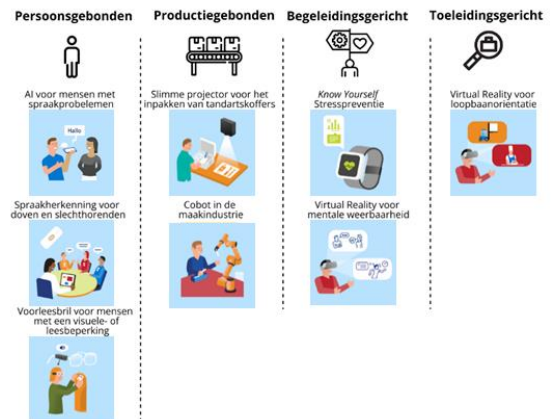 Persoonsgebonden
Productiegebonden
Begeleidingsgericht
Toeleidingsgericht
AI voor mensen met
spraakprobelemen
Hallo
Spraakherkenning voor
doven en slechthorenden
Voorleesbril voor mensen
met een visuele- of
leesbeperking
Slimme projector voor het
inpakken van tandartskoffers
Cobot in de
maakindustrie
Know Yourself
Stresspreventie
Virtual Reality voor
mentale weerbaarheid
Virtual Reality voor
loopbaanorientatie